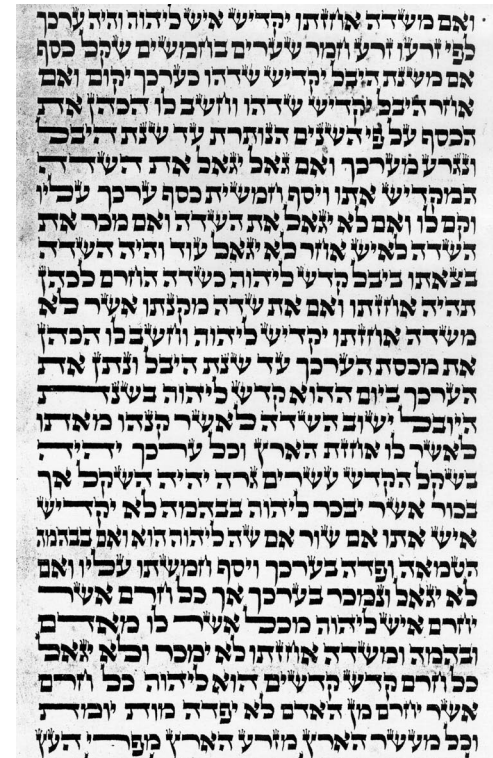 ואם משדה אחזתו יקדיש איש ליהוה והיה ערכך
לפי זרעו זרע חמר שערים בחמשים שקל כסף
אם משנת היבל יקדיש שדהו כערכך יקום ואם
אחר היבל יקדיש שדהו וחשב לו הכהן את
הכסף על פי השנים הנותרת עד שנת היבל
ונגרע מערכך ואם גאל יגאל את השדה
המקדיש אתו ויסף חמשית כסף ערכך עליו
וקם לו ואם לא יגאל את השדה ואם מכר את
השדה לאיש אחר לא יגאל עוד והיה השדה
בצאתו ביבל קדש ליהוה כשדה החרם לכהן
תהיה אחזתו ואם את שדה מקנתו אשר לא
משדה אחזתו יקדיש ליהוה וחשב לו הכהן
את מכסת הערכך עד שנת היבל ונתן את
הערכך ביום ההוא קדש ליהוה בשנת
היובל ישוב השדה לאשר קנהו מאתו
לאשר לו אחזת הארץ וכל ערכך יהיה
בשקל הקדש עשרים גרה יהיה השקל אך
בכור אשר יבכר ליהוה בבהמה לא יקדיש
איש אתו אם שור אם שה ליהוה הוא ואם בבהמה
הטמאה ופדה בערכך ויסף חמשתו עליו ואם
לא יגאל ונמכר בערכך אך כל חרם אשר
יחרם איש ליהוה מכל אשר לו מאדם
ובהמה ומשדה אחזתו לא ימכר ולא יגאל
כל חרם קדש קדשים הוא ליהוה כל חרם
אשר יחרם מן האדם לא יפדה מות יומת
וכל מעשר הארץ מזרע הארץ מפרי העץ